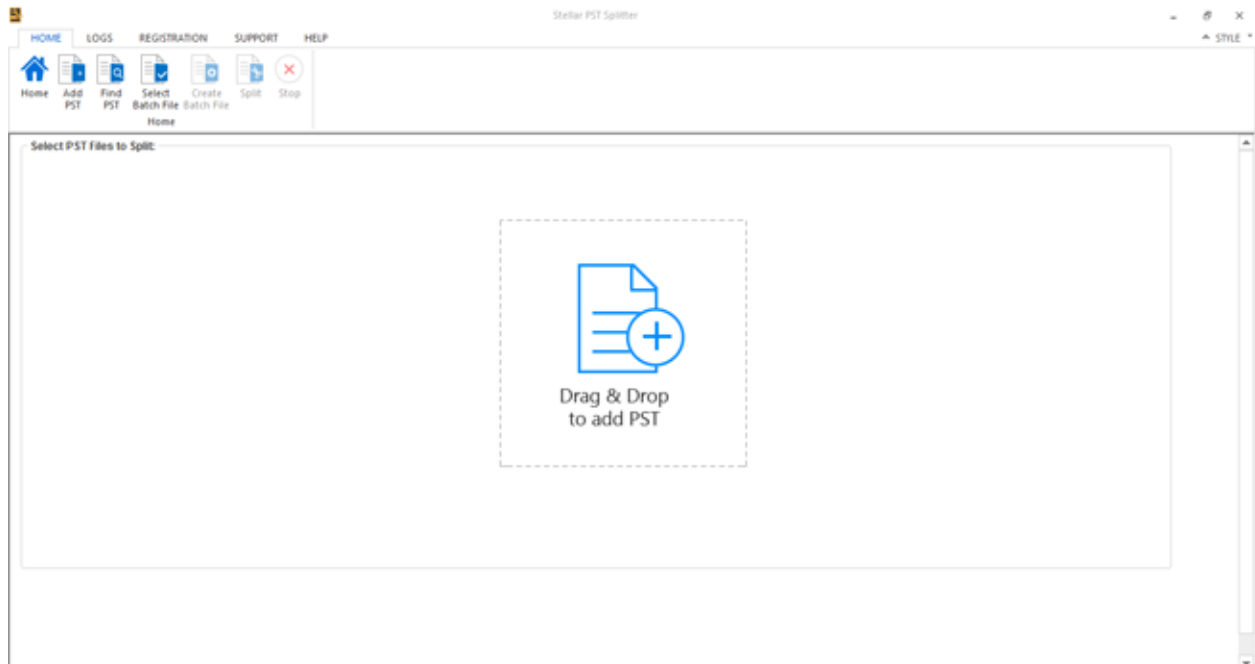 Stellar PST Splitter
HOME LOGS REGISTRATION SUPPORT HELP STYLE
Home Add PST Find PST Select Batch File Create Batch File Split Stop
Home
Select PST Files to Split:
Drag & Drop
to add PST